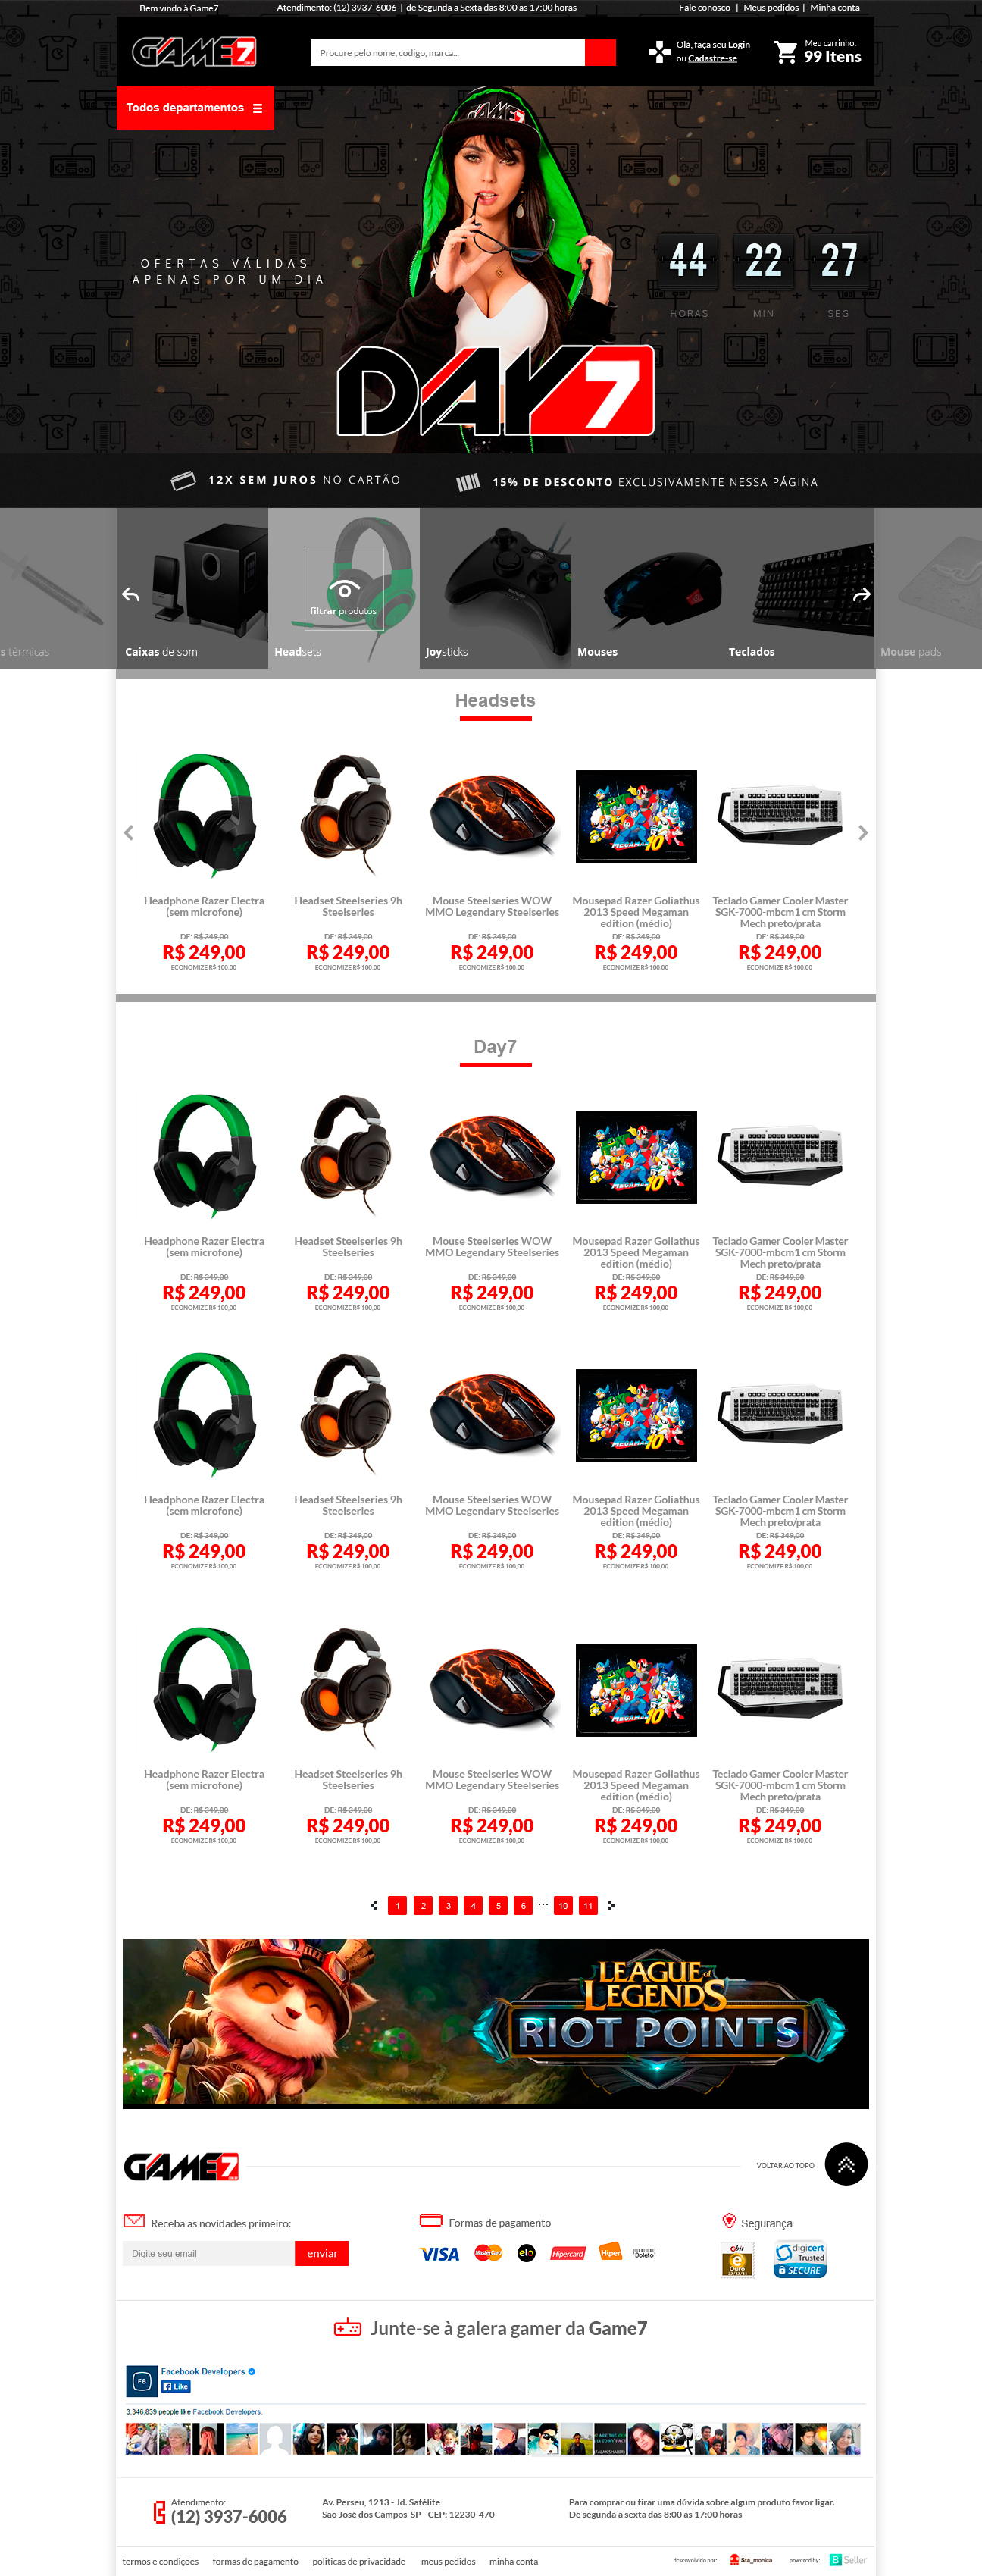 Bem vindo à Game7
Atendimento: (12) 3937-6006 | de Segunda a Sexta das 8:00 as 17:00 horas
Fale conosco | Meus pedidos | Minha conta
GAME7
Procure pelo nome, codigo, marca...
Olá, faça seu Login
ou Cadastre-se
Meu carrinho:
99 Itens
Todos departamentos
OFERTAS VÁLIDAS
APENAS POR UM DIA
44 22 27
HORAS MIN SEG
DAY7
12X SEM JUROS NO CARTÃO
15% DE DESCONTO EXCLUSIVAMENTE NESSA PÁGINA
filtrar produtos
s térmicas
Caixas de som
Headsets
Joysticks
Mouses
Teclados
Mouse pads
Headsets
Headphone Razer Electra
(sem microfone)
DE: R$ 349,00
R$ 249,00
ECONOMIZE R$ 100,00
Headset Steelseries 9h
Steelseries
DE: R$ 349,00
R$ 249,00
ECONOMIZE R$ 100,00
Mouse Steelseries WOW
MMO Legendary Steelseries
DE: R$ 349,00
R$ 249,00
ECONOMIZE R$ 100,00
MEGAMAN 10
Mousepad Razer Goliathus
2013 Speed Megaman
edition (médio)
DE: R$ 349,00
R$ 249,00
ECONOMIZE R$ 100,00
Teclado Gamer Cooler Master
SGK-7000-mbcm1 cm Storm
Mech preto/prata
DE: R$ 349,00
R$ 249,00
ECONOMIZE R$ 100,00
Day7
Headphone Razer Electra
(sem microfone)
DE: R$ 349,00
R$ 249,00
ECONOMIZE R$ 100,00
Headset Steelseries 9h
Steelseries
DE: R$ 349,00
R$ 249,00
ECONOMIZE R$ 100,00
Mouse Steelseries WOW
MMO Legendary Steelseries
DE: R$ 349,00
R$ 249,00
ECONOMIZE R$ 100,00
MEGAMAN 10
Mousepad Razer Goliathus
2013 Speed Megaman
edition (médio)
DE: R$ 349,00
R$ 249,00
ECONOMIZE R$ 100,00
Teclado Gamer Cooler Master
SGK-7000-mbcm1 cm Storm
Mech preto/prata
DE: R$ 349,00
R$ 249,00
ECONOMIZE R$ 100,00
Headphone Razer Electra
(sem microfone)
DE: R$ 349,00
R$ 249,00
ECONOMIZE R$ 100,00
Headset Steelseries 9h
Steelseries
DE: R$ 349,00
R$ 249,00
ECONOMIZE R$ 100,00
Mouse Steelseries WOW
MMO Legendary Steelseries
DE: R$ 349,00
R$ 249,00
ECONOMIZE R$ 100,00
MEGAMAN 10
Mousepad Razer Goliathus
2013 Speed Megaman
edition (médio)
DE: R$ 349,00
R$ 249,00
ECONOMIZE R$ 100,00
Teclado Gamer Cooler Master
SGK-7000-mbcm1 cm Storm
Mech preto/prata
DE: R$ 349,00
R$ 249,00
ECONOMIZE R$ 100,00
Headphone Razer Electra
(sem microfone)
DE: R$ 349,00
R$ 249,00
ECONOMIZE R$ 100,00
Headset Steelseries 9h
Steelseries
DE: R$ 349,00
R$ 249,00
ECONOMIZE R$ 100,00
Mouse Steelseries WOW
MMO Legendary Steelseries
DE: R$ 349,00
R$ 249,00
ECONOMIZE R$ 100,00
MEGAMAN 10
Mousepad Razer Goliathus
2013 Speed Megaman
edition (médio)
DE: R$ 349,00
R$ 249,00
ECONOMIZE R$ 100,00
Teclado Gamer Cooler Master
SGK-7000-mbcm1 cm Storm
Mech preto/prata
DE: R$ 349,00
R$ 249,00
ECONOMIZE R$ 100,00
1 2 3 4 5 6 ... 10 11
LEAGUE of LEGENDS
RIOT POINTS
GAME7
VOLTAR AO TOPO
Receba as novidades primeiro:
Digite seu email
enviar
Formas de pagamento
VISA
MasterCard
elo
Hipercard
Hiper
Boleto
Segurança
ebit
Ouro
digicert
Trusted
SECURE
Junte-se à galera gamer da Game7
Facebook Developers
Like
3,346,839 people like Facebook Developers.
Atendimento:
(12) 3937-6006
Av. Perseu, 1213 - Jd. Satélite
São José dos Campos-SP - CEP: 12230-470
Para comprar ou tirar uma dúvida sobre algum produto favor ligar.
De segunda a sexta das 8:00 as 17:00 horas
termos e condições
formas de pagamento
politicas de privacidade
meus pedidos
minha conta
desenvolvido por:
Sta_monica
powered by:
B Seller